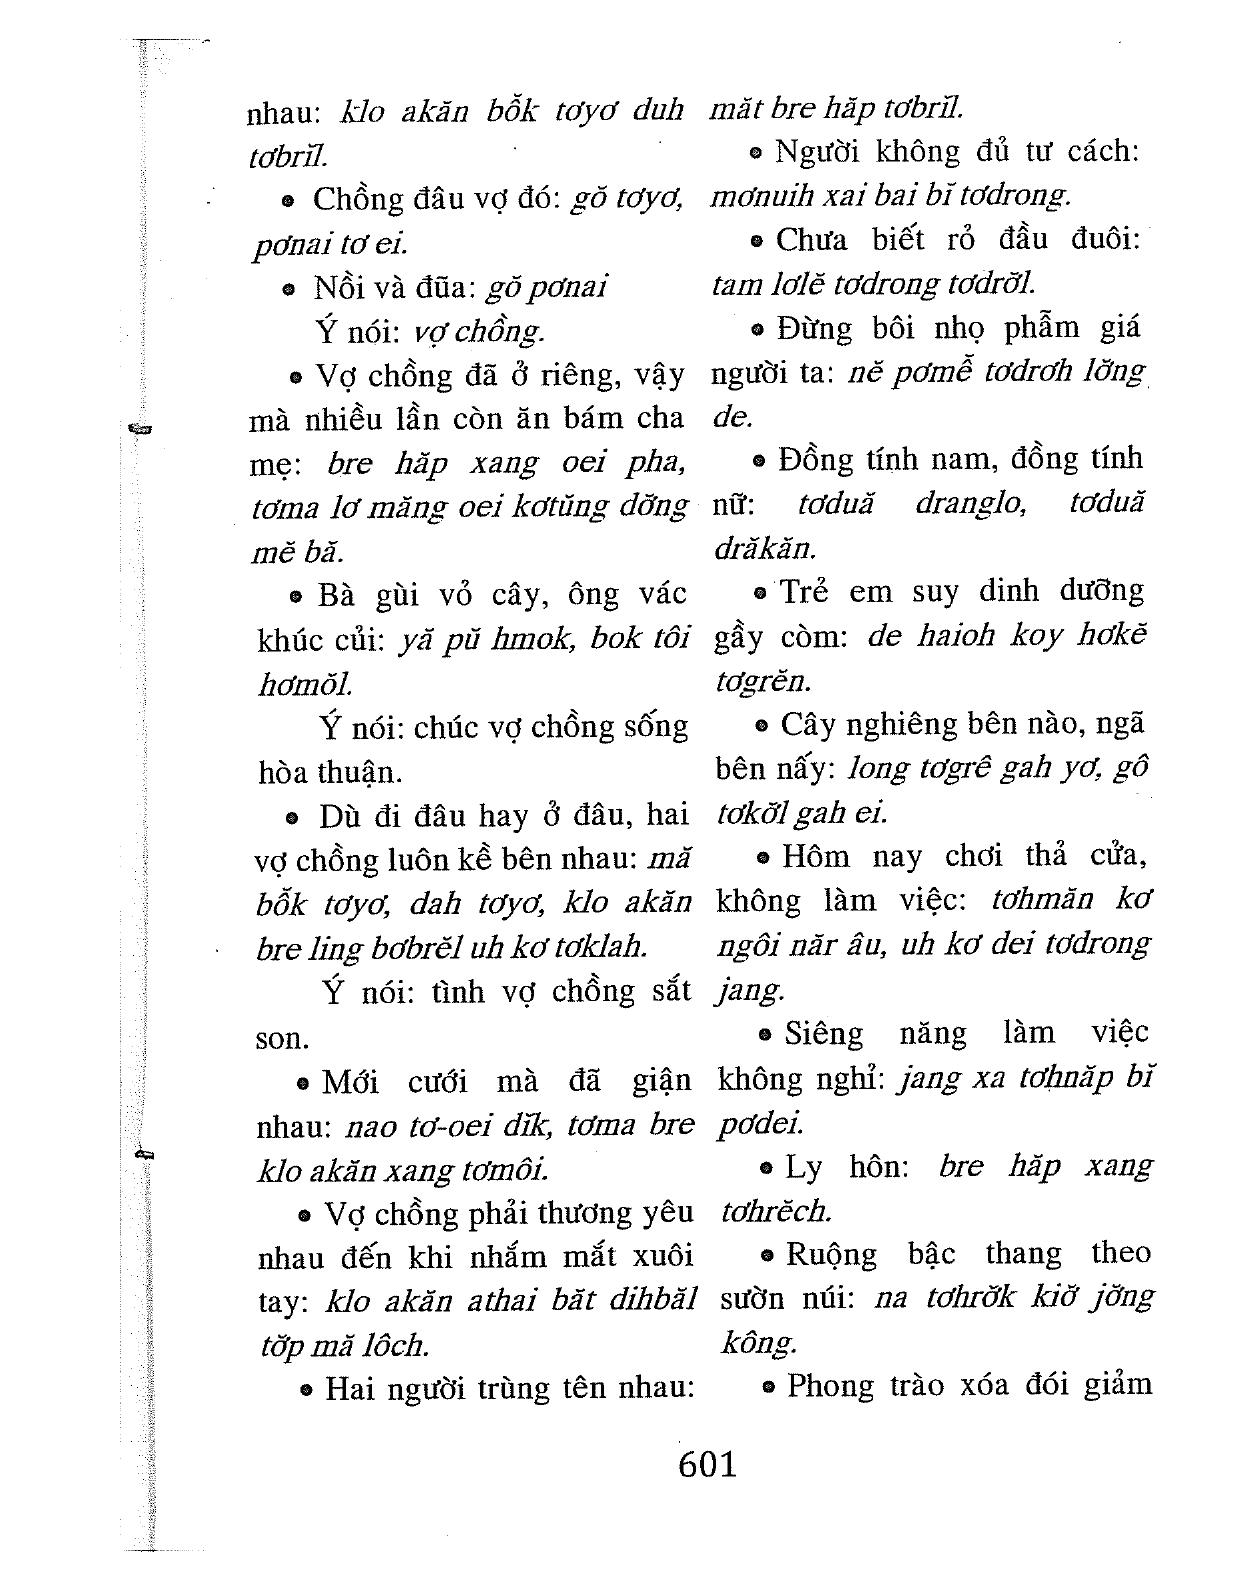 nhau: klo akăn bỗk tơyơ duh
tơbrĭl.
• Chồng đâu vợ đó: gŏ tơyơ,
pơnai tơ ei.
• Nồi và đũa: gŏ pơnai
Ý nói: vợ chồng.
• Vợ chồng đã ở riêng, vậy
mà nhiều lần còn ăn bám cha
mẹ: bre hăp xang oei pha,
tơma lơ măng oei kơtŭng dỡng
mĕ bă.
• Bà gùi vỏ cây, ông vác
khúc củi: yă pŭ hmok, bok tôi
hơmŏl.
Ý nói: chúc vợ chồng sống
hòa thuận.
• Dù đi đâu hay ở đâu, hai
vợ chồng luôn kề bên nhau: mă
bỗk tơyơ, dah tơyơ, klo akăn
bre ling bơbrĕl uh kơ tơklah.
Ý nói: tình vợ chồng sắt
son.
• Mới cưới mà đã giận
nhau: nao tơ-oei dĭk, tơma bre
klo akăn xang tơmôi.
• Vợ chồng phải thương yêu
nhau đến khi nhắm mắt xuôi
tay: klo akăn athai băt dihbăl
tỡp mă lôch.
• Hai người trùng tên nhau:
măt bre hăp tơbrĭl.
• Người không đủ tư cách:
mơnuih xai bai bĭ tơdrong.
• Chưa biết rỏ đầu đuôi:
tam lơlĕ tơdrong tơdrỡl.
• Đừng bôi nhọ phẫm giá
người ta: nĕ pơmễ tơdrơh lỡng
de.
• Đồng tính nam, đồng tính
nữ: tơduă dranglo, tơduă
drăkăn.
• Trẻ em suy dinh dưỡng
gầy còm: de haioh koy hơkĕ
tơgrĕn.
• Cây nghiêng bên nào, ngã
bên nấy: long tơgrê gah yơ, gô
tơkỡl gah ei.
• Hôm nay chơi thả cửa,
không làm việc: tơhmăn kơ
ngôi năr âu, uh kơ dei tơdrong
jang.
• Siêng năng làm việc
không nghỉ: jang xa tơhnăp bĭ
pơdei.
• Ly hôn: bre hăp xang
tơhrĕch.
• Ruộng bậc thang theo
sườn núi: na tơhrỡk kiỡ jỡng
kông.
• Phong trào xóa đói giảm
601